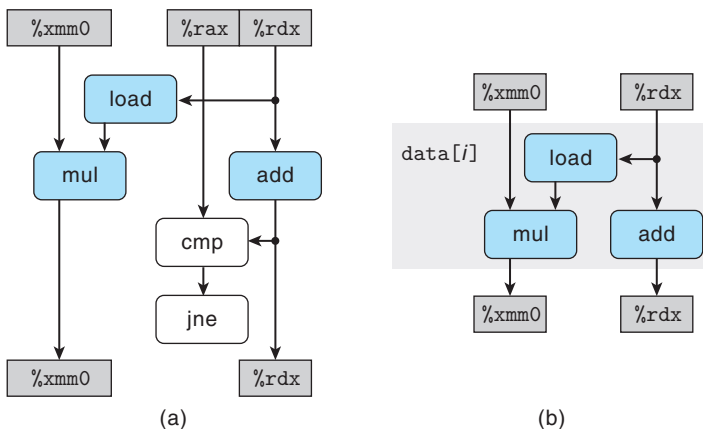 %xmm0 %rax %rdx
load
mul add
cmp
jne
%xmm0 %rdx
(a)
%xmm0 %rdx
data[i] load
mul add
%xmm0 %rdx
(b)